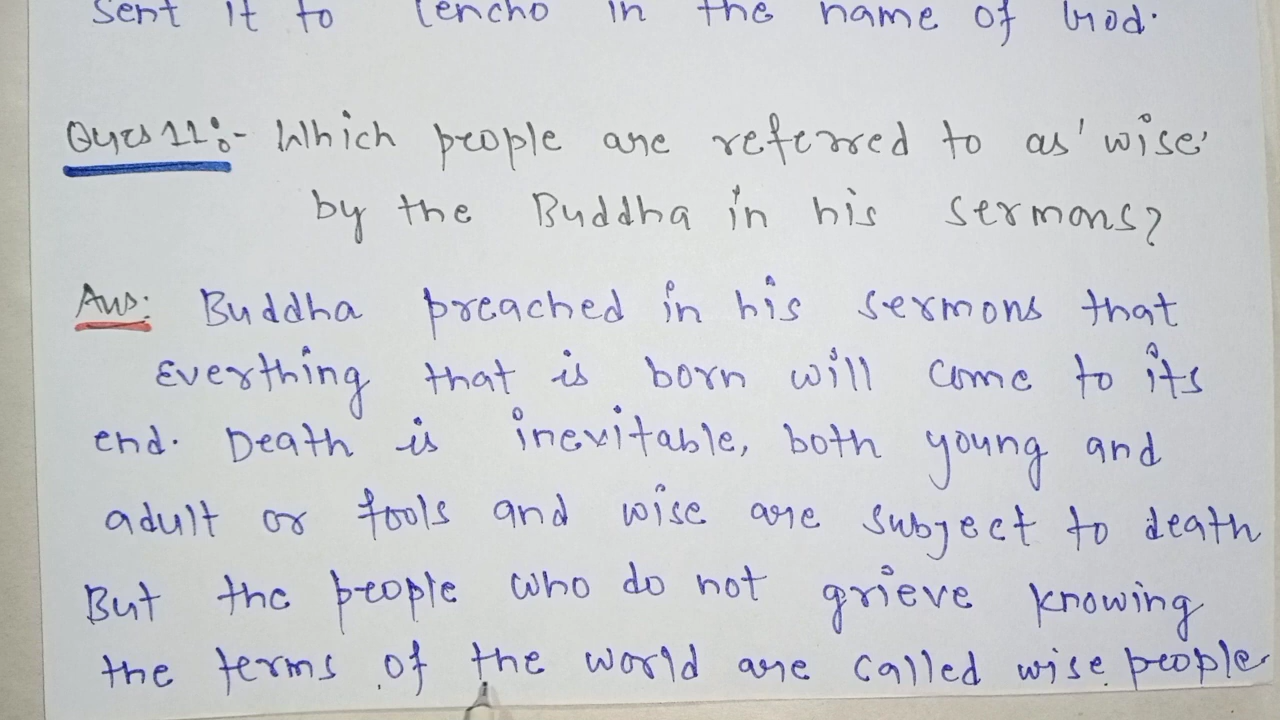 Sent it to Lencho in the name of God.
Ques 11:- Which people are referred to as 'wise'
by the Buddha in his sermons?
Ans: Buddha preached in his sermons that
Everthing that is born will come to its
end. Death is inevitable, both young and
adult or fools and wise are subject to death
But the people who do not grieve knowing
the terms of the world are called wise people